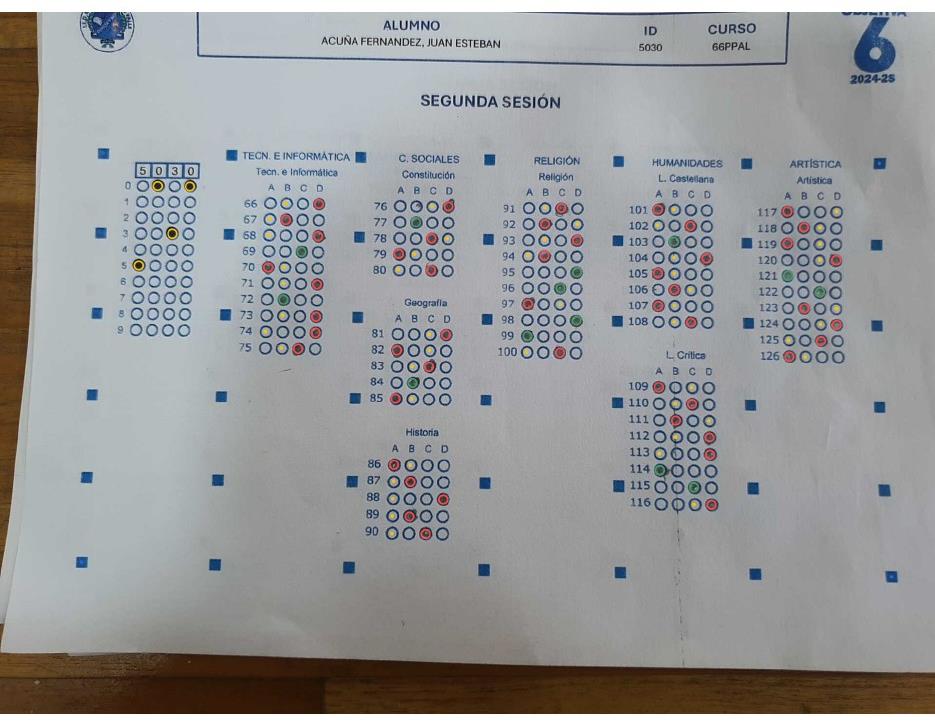 ALUMNO
ACUÑA FERNANDEZ, JUAN ESTEBAN
ID
5030
CURSO
66PPAL
6
2024-25
SEGUNDA SESIÓN
5 0 3 0
0
1
2
3
4
5
6
7
8
9
TECN. E INFORMÁTICA
Tecn. e Informática
A B C D
66
67
68
69
70
71
72
73
74
75
C. SOCIALES
Constitución
A B C D
76
77
78
79
80
Geografía
A B C D
81
82
83
84
85
Historia
A B C D
86
87
88
89
90
RELIGIÓN
Religión
A B C D
91
92
93
94
95
96
97
98
99
100
HUMANIDADES
L. Castellana
A B C D
101
102
103
104
105
106
107
108
L. Crítica
A B C D
109
110
111
112
113
114
115
116
ARTÍSTICA
Artística
A B C D
117
118
119
120
121
122
123
124
125
126